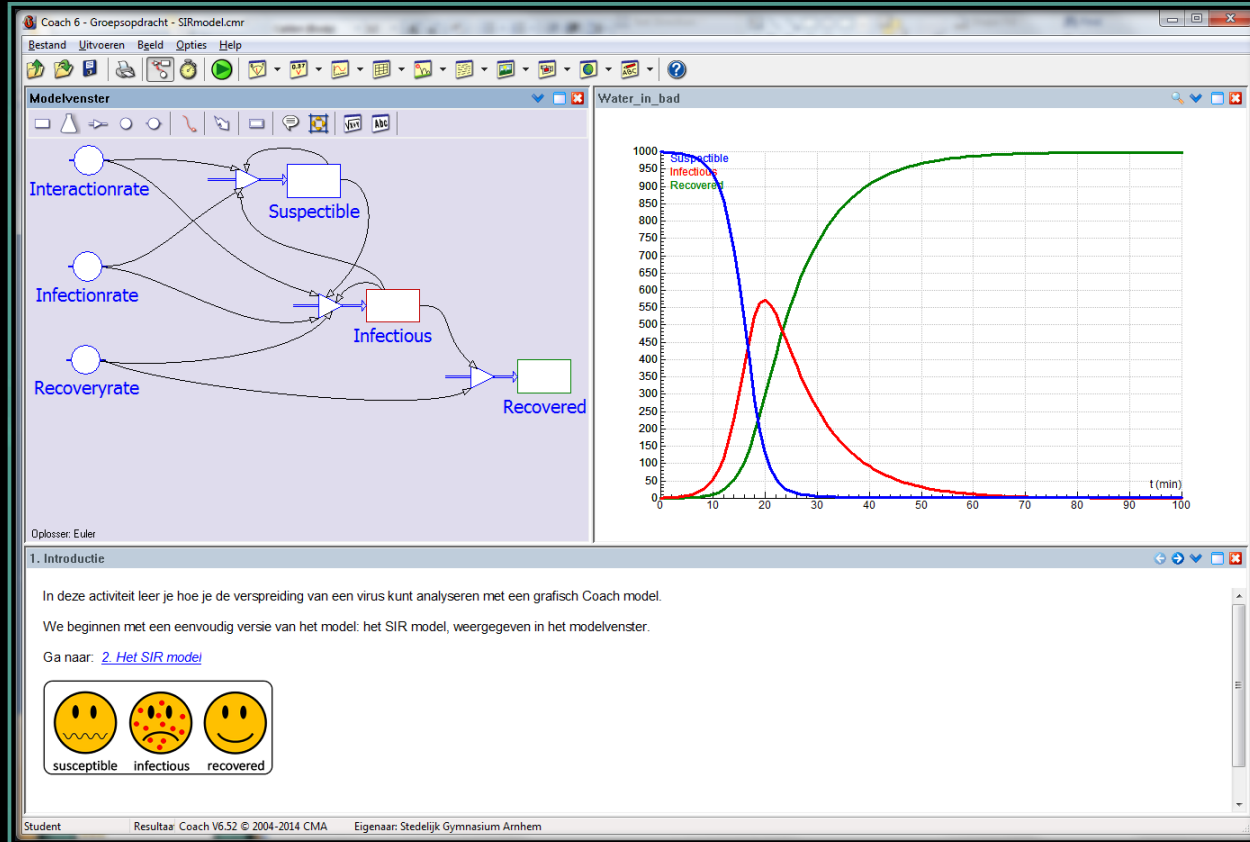 Coach 6 - Groepsopdracht - SIRmodel.cmr
Bestand Uitvoeren Beeld Opties Help
Modelvenster
Interactionrate
Suspectible
Infectionrate
Infectious
Recoveryrate
Recovered
Oplosser: Euler
Water_in_bad
1000
950
900
850
800
750
700
650
600
550
500
450
400
350
300
250
200
150
100
50
0
Suspectible
Infectious
Recovered
t (min)
0 10 20 30 40 50 60 70 80 90 100
1. Introductie
In deze activiteit leer je hoe je de verspreiding van een virus kunt analyseren met een grafisch Coach model.
We beginnen met een eenvoudig versie van het model: het SIR model, weergegeven in het modelvenster.
Ga naar: 2. Het SIR model
susceptible infectious recovered
Student Resultaa Coach V6.52 © 2004-2014 CMA Eigenaar: Stedelijk Gymnasium Arnhem